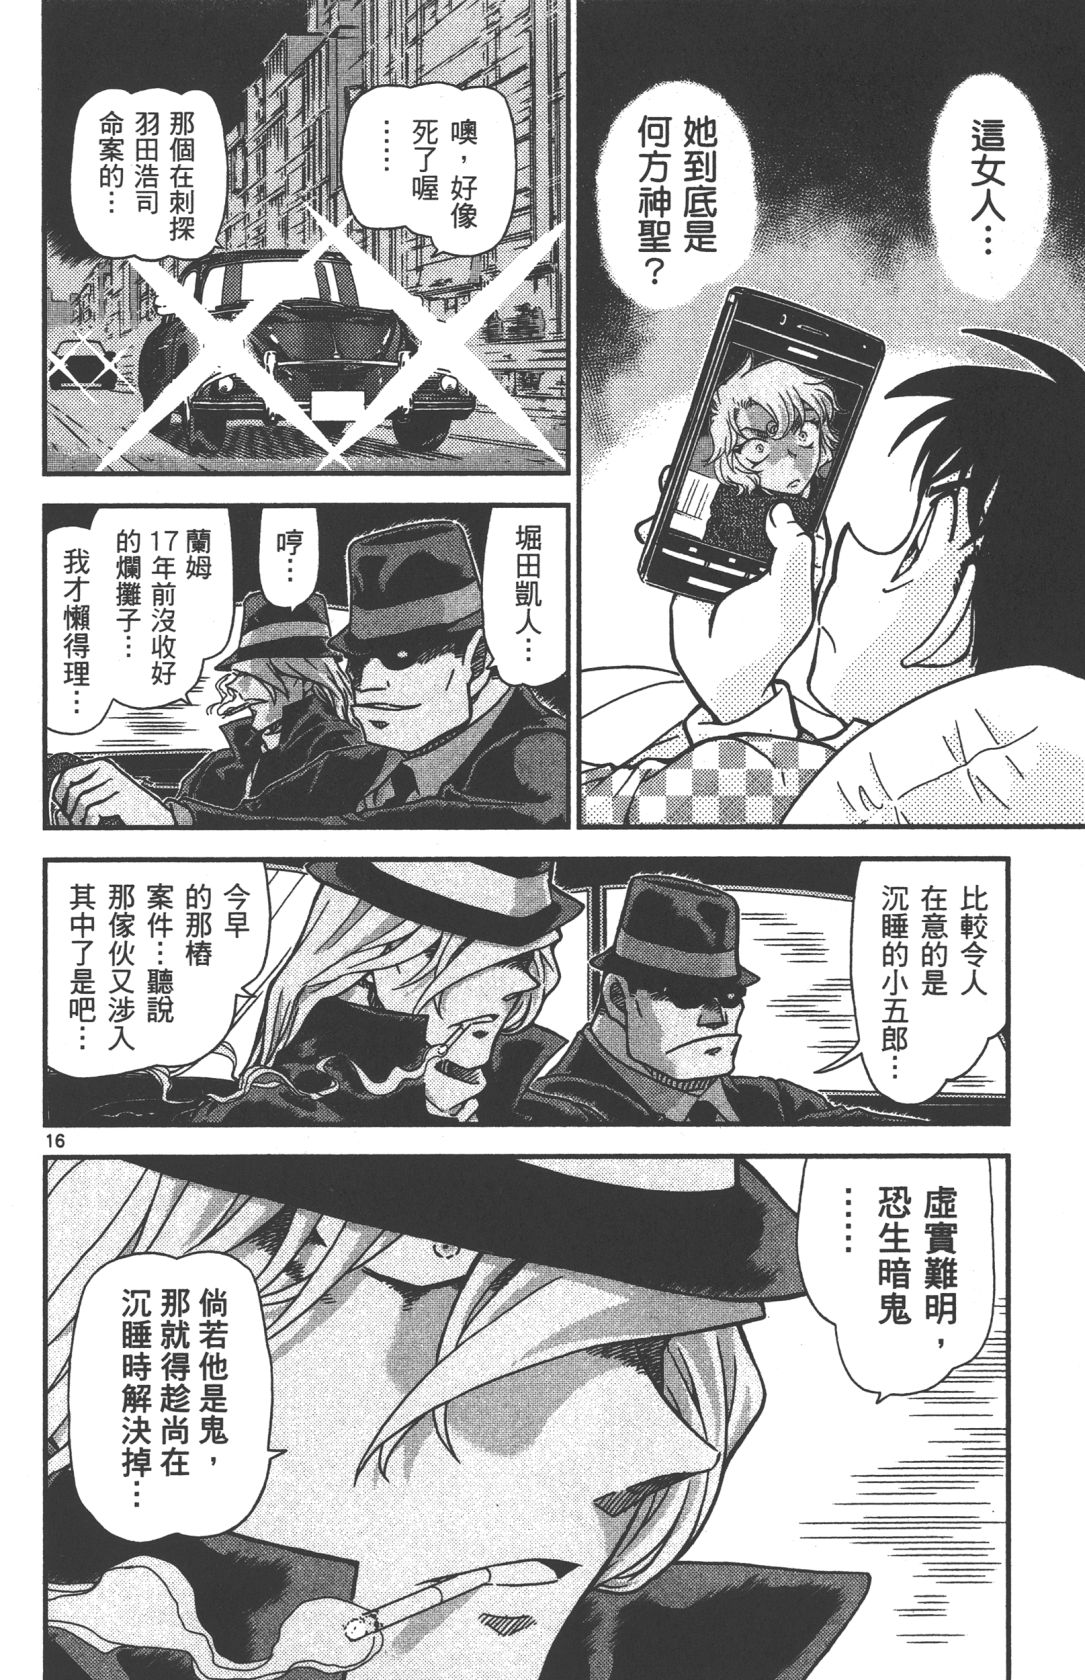 這女人…
她到底是
何方神聖？
噢，好像
死了喔
……
那個在刺探
羽田浩司
命案的…
堀田凱人…
哼…
蘭姆
17年前沒收好
的爛攤子…
我才懶得理…
比較令人
在意的是
沉睡的小五郎…
今早
的那樁
案件…聽說
那傢伙又涉入
其中了是吧…
16
虛實難明，
恐生暗鬼
……
倘若他是鬼，
那就得趁尚在
沉睡時解決掉…